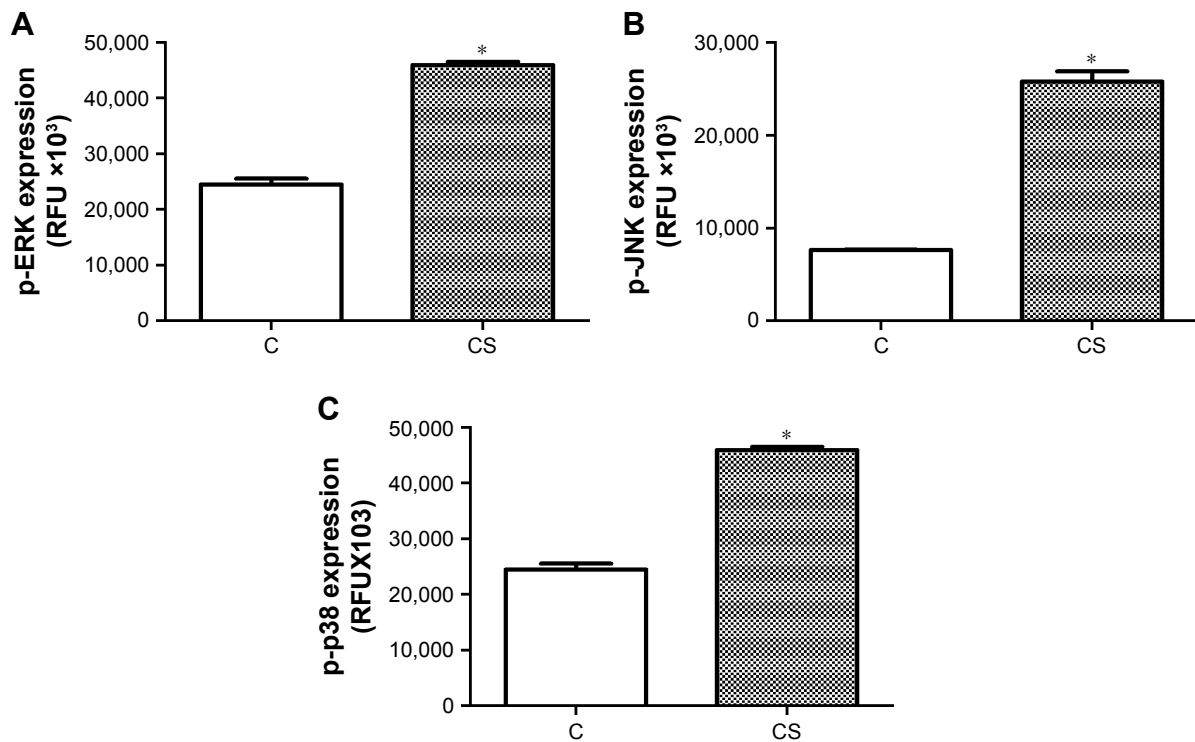 A
p-ERK expression
(RFU ×10³)
50,000
40,000
30,000
20,000
10,000
0
*
C
CS
B
p-JNK expression
(RFU ×10³)
30,000
20,000
10,000
0
*
C
CS
C
p-p38 expression
(RFUX103)
50,000
40,000
30,000
20,000
10,000
0
*
C
CS